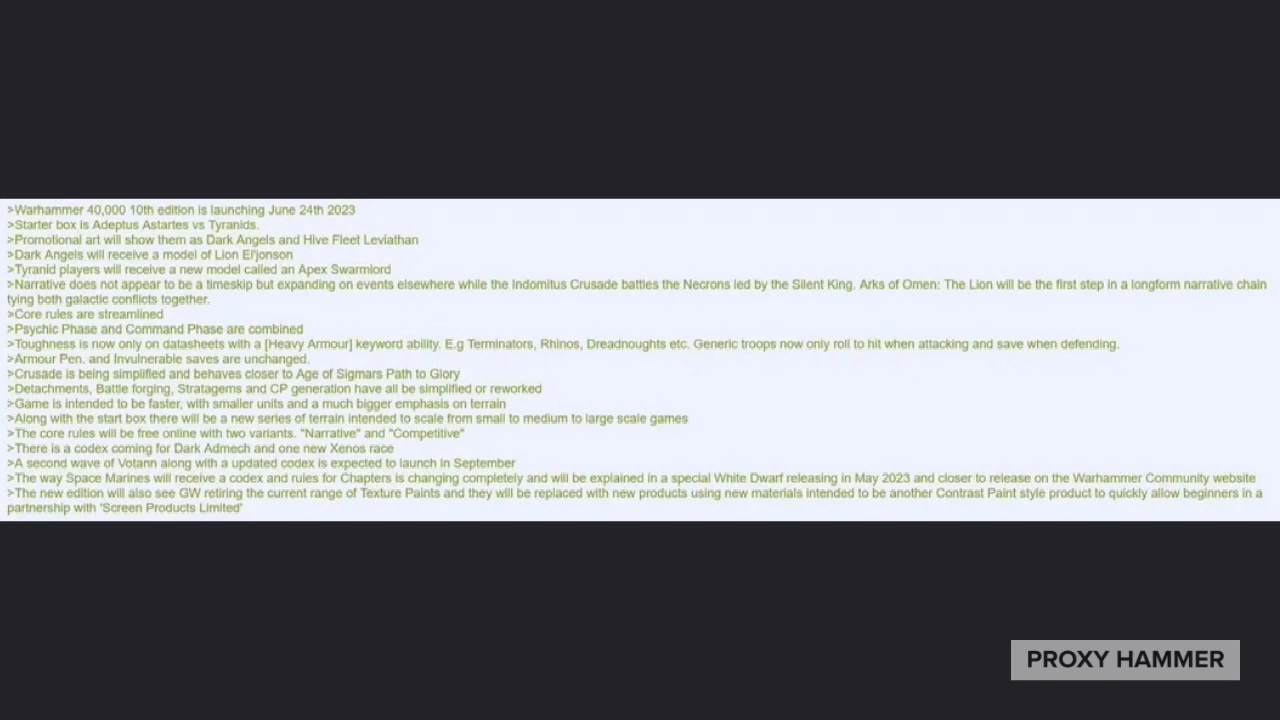 >Warhammer 40,000 10th edition is launching June 24th 2023
>Starter box is Adeptus Astartes vs Tyranids.
>Promotional art will show them as Dark Angels and Hive Fleet Leviathan
>Dark Angels will receive a model of Lion El'jonson
>Tyranid players will receive a new model called an Apex Swarmlord
>Narrative does not appear to be a timeskip but expanding on events elsewhere while the Indomitus Crusade battles the Necrons led by the Silent King. Arks of Omen: The Lion will be the first step in a longform narrative chain
tying both galactic conflicts together.
>Core rules are streamlined
>Psychic Phase and Command Phase are combined
>Toughness is now only on datasheets with a [Heavy Armour] keyword ability. E.g Terminators, Rhinos, Dreadnoughts etc. Generic troops now only roll to hit when attacking and save when defending.
>Armour Pen. and Invulnerable saves are unchanged.
>Crusade is being simplified and behaves closer to Age of Sigmars Path to Glory
>Detachments, Battle forging, Stratagems and CP generation have all be simplified or reworked
>Game is intended to be faster, with smaller units and a much bigger emphasis on terrain
>Along with the start box there will be a new series of terrain intended to scale from small to medium to large scale games
>The core rules will be free online with two variants. "Narrative" and "Competitive"
>There is a codex coming for Dark Admech and one new Xenos race
>A second wave of Votann along with a updated codex is expected to launch in September
>The way Space Marines will receive a codex and rules for Chapters is changing completely and will be explained in a special White Dwarf releasing in May 2023 and closer to release on the Warhammer Community website
>The new edition will also see GW retiring the current range of Texture Paints and they will be replaced with new products using new materials intended to be another Contrast Paint style product to quickly allow beginners in a
partnership with 'Screen Products Limited'
PROXY HAMMER